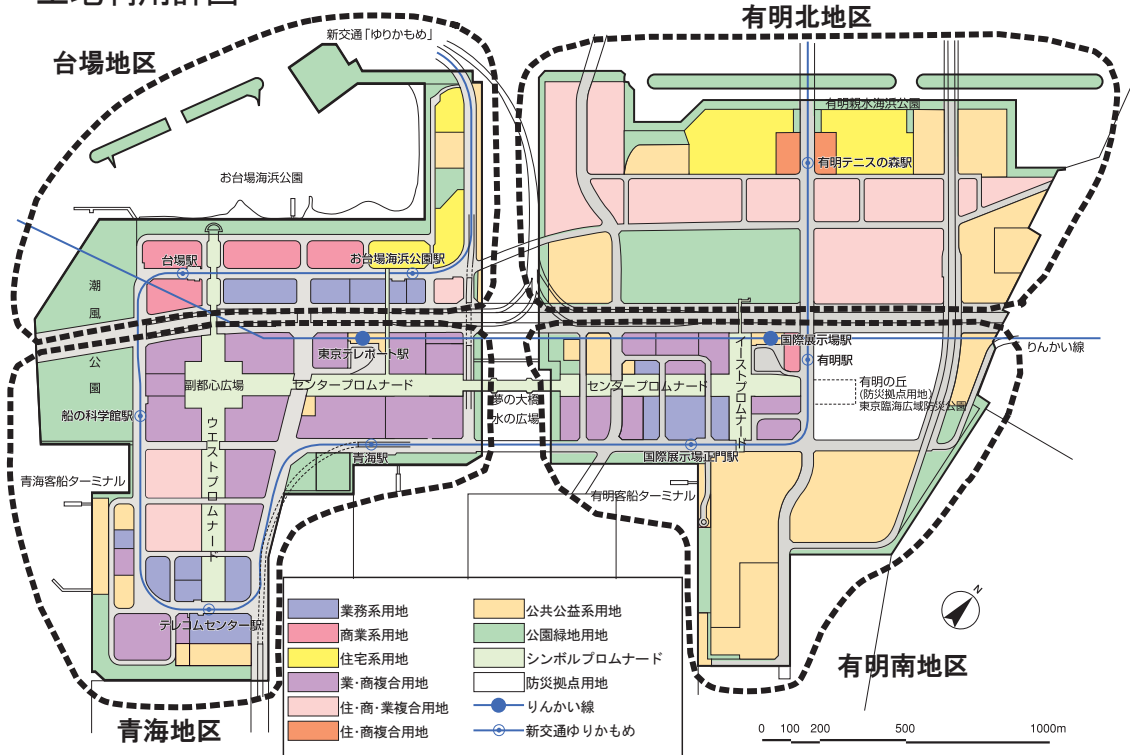 土地利用計図
有明北地区
新交通「ゆりかもめ」
台場地区
有明親水海浜公園
有明テニスの森駅
お台場海浜公園
台場駅
お台場海浜公園駅
潮風公園
東京テレポート駅
国際展示場駅
りんかい線
イーストプロムナード
有明駅
副都心広場
センタープロムナード
センタープロムナード
有明の丘
(防災拠点用地)
東京臨海広域防災公園
夢の大橋
水の広場
船の科学館駅
ウェストプロムナード
青海駅
国際展示場正門駅
青海客船ターミナル
有明客船ターミナル
テレコムセンター駅
N
有明南地区
青海地区
業務系用地
商業系用地
住宅系用地
業・商複合用地
住・商・業複合用地
住・商複合用地
公共公益系用地
公園緑地用地
シンボルプロムナード
防災拠点用地
りんかい線
新交通ゆりかもめ
0 100 200 500 1000m